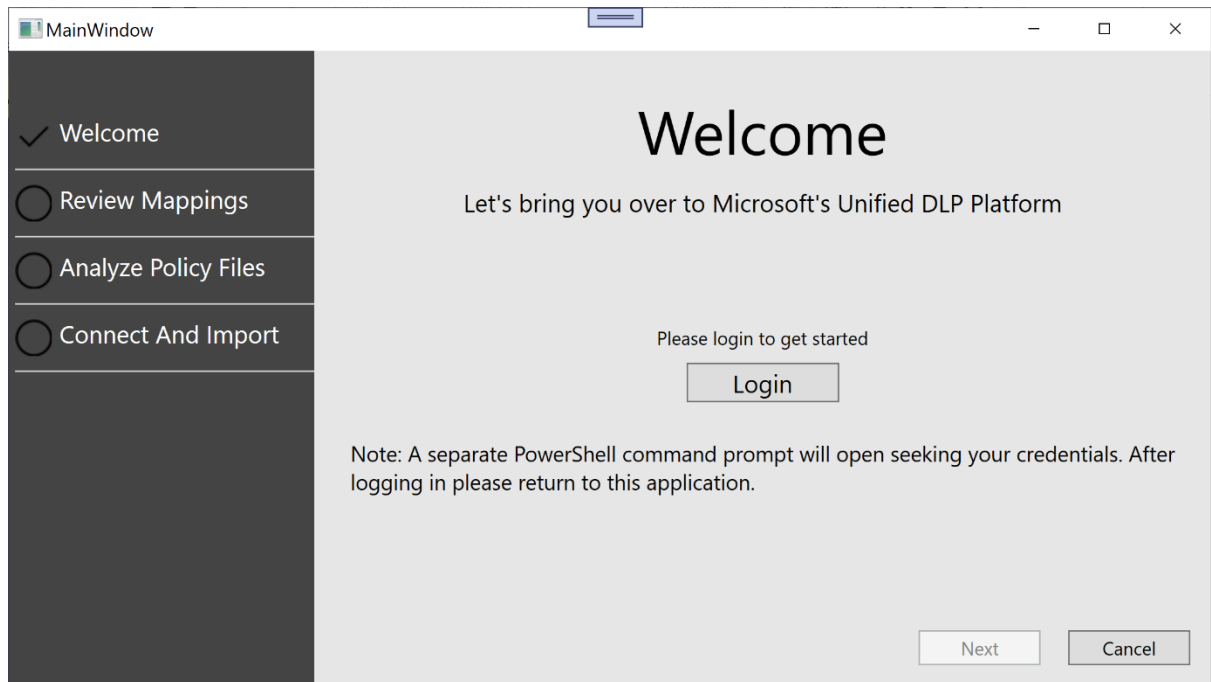 MainWindow
Welcome
Review Mappings
Analyze Policy Files
Connect And Import
Welcome
Let's bring you over to Microsoft's Unified DLP Platform
Please login to get started
Login
Note: A separate PowerShell command prompt will open seeking your credentials. After
logging in please return to this application.
Next
Cancel